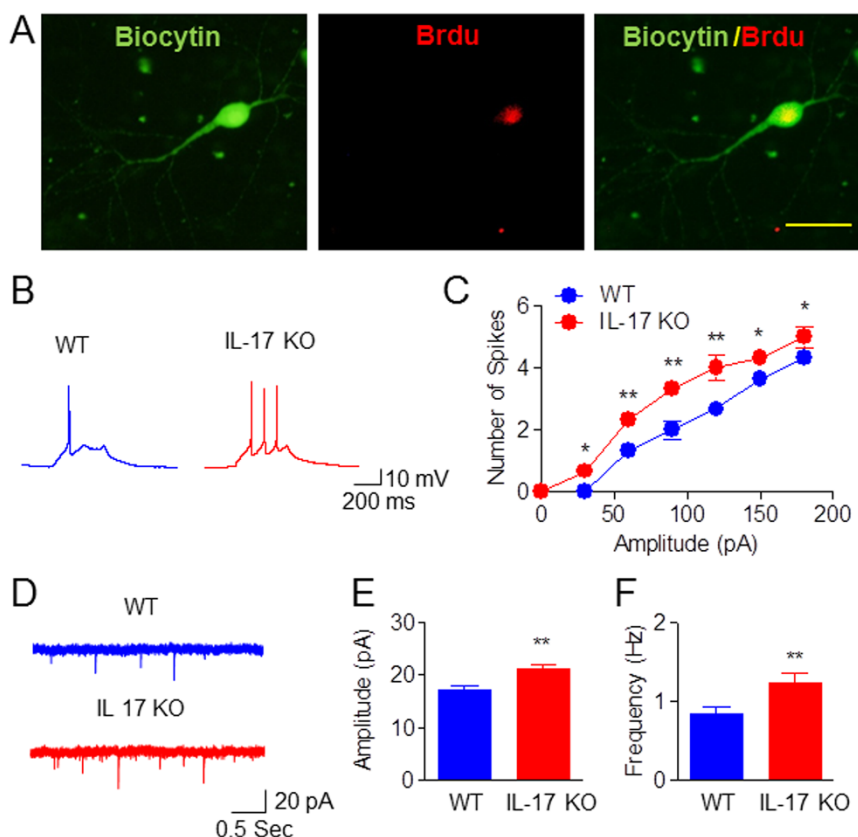 A
Biocytin
Brdu
Biocytin/Brdu
B
WT
IL-17 KO
10 mV
200 ms
C
WT
IL-17 KO
Number of Spikes
6
4
2
0
* ** ** ** * *
0 50 100 150 200
Amplitude (pA)
D
WT
IL 17 KO
20 pA
0.5 Sec
E
Amplitude (pA)
30
20
10
0
**
WT IL-17 KO
F
Frequency (Hz)
2
1
0
**
WT IL-17 KO